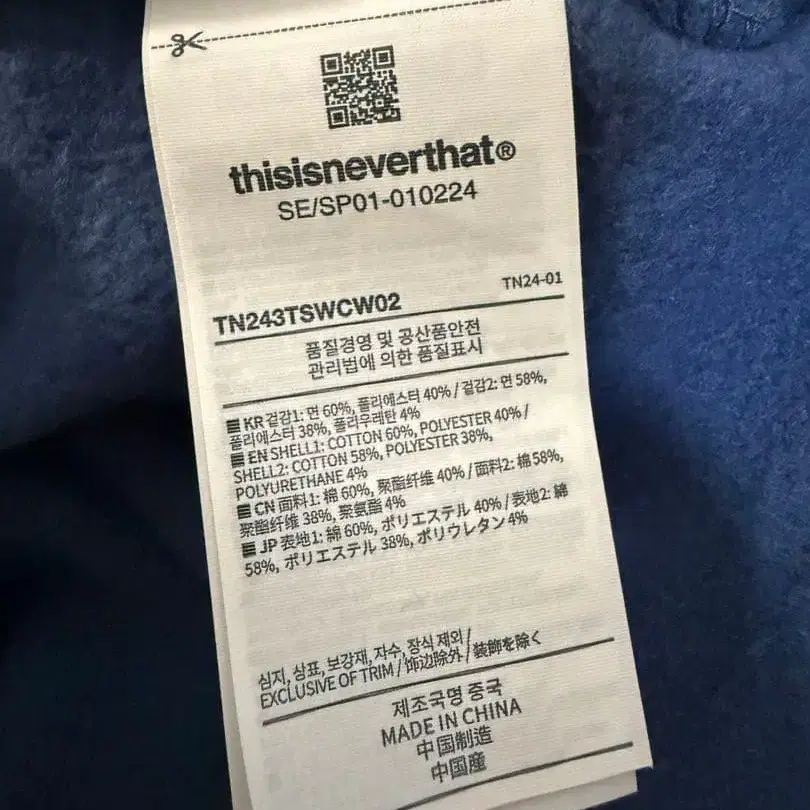 thisisneverthat®
SE/SP01-010224
TN24-01
TN243TSWCW02
품질경영 및 공산품안전
관리법에 의한 품질표시
KR 겉감1: 면 60%, 폴리에스터 40% / 겉감2: 면 58%,
폴리에스터 38%, 폴리우레탄 4%
EN SHELL1: COTTON 60%, POLYESTER 40% /
SHELL2: COTTON 58%, POLYESTER 38%,
POLYURETHANE 4%
CN 面料1: 棉 60%, 聚酯纤维 40% / 面料2: 棉 58%,
聚酯纤维 38%, 聚氨酯 4%
JP 表地1: 綿 60%, ポリエステル 40% / 表地2: 綿
58%, ポリエステル 38%, ポリウレタン 4%
심지, 상표, 보강재, 자수, 장식 제외 /
EXCLUSIVE OF TRIM / 饰边除外 / 装飾を除く
제조국명 중국
MADE IN CHINA
中国制造
中国産